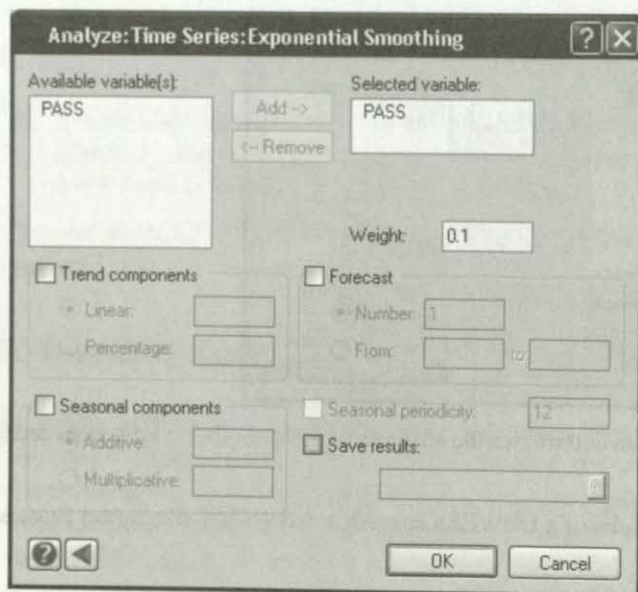 Analyze:Time Series:Exponential Smoothing
Available variable(s):
PASS
Add -->
<-- Remove
Selected variable:
PASS
Weight: 0.1
Trend components
Linear:
Percentage:
Forecast
Number: 1
From: to:
Seasonal components
Additive:
Multiplicative:
Seasonal periodicity: 12
Save results:
OK
Cancel